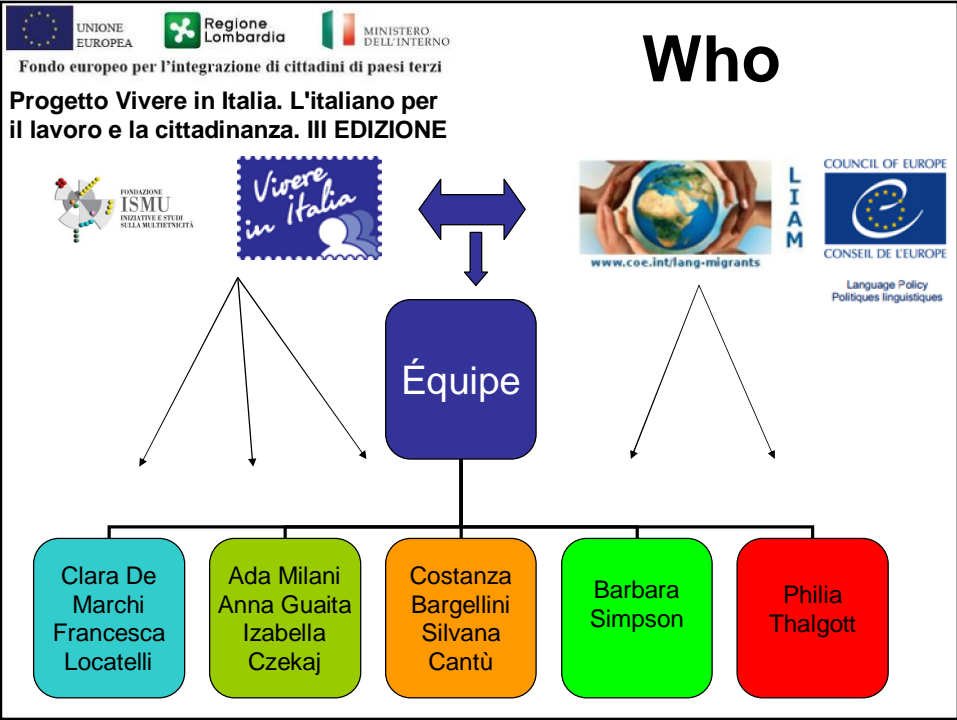 UNIONE
EUROPEA
Regione
Lombardia
MINISTERO
DELL'INTERNO
Fondo europeo per l'integrazione di cittadini di paesi terzi
Who
Progetto Vivere in Italia. L'italiano per
il lavoro e la cittadinanza. III EDIZIONE
FONDAZIONE
ISMU
INIZIATIVE E STUDI
SULLA MULTIETNICITÀ
Vivere
in Italia
www.coe.int/lang-migrants
L
I
A
M
COUNCIL OF EUROPE
CONSEIL DE L'EUROPE
Language Policy
Politiques linguistiques
Équipe
Clara De
Marchi
Francesca
Locatelli
Ada Milani
Anna Guaita
Izabella
Czekaj
Costanza
Bargellini
Silvana
Cantù
Barbara
Simpson
Philia
Thalgott